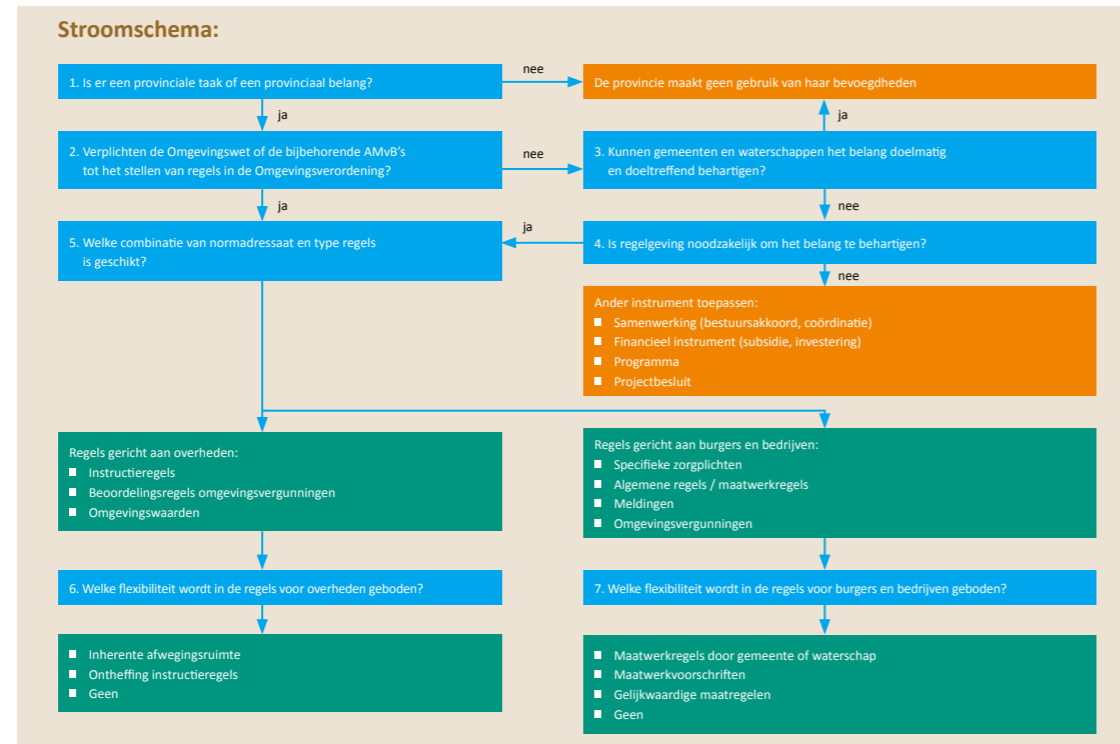 Stroomschema:
1. Is er een provinciale taak of een provinciaal belang?
nee
De provincie maakt geen gebruik van haar bevoegdheden
ja
ja
2. Verplichten de Omgevingswet of de bijbehorende AMvB's
tot het stellen van regels in de Omgevingsverordening?
nee
3. Kunnen gemeenten en waterschappen het belang doelmatig
en doeltreffend behartigen?
ja
nee
5. Welke combinatie van normadressaat en type regels
is geschikt?
ja
4. Is regelgeving noodzakelijk om het belang te behartigen?
nee
Ander instrument toepassen:
Samenwerking (bestuursakkoord, coördinatie)
Financieel instrument (subsidie, investering)
Programma
Projectbesluit
Regels gericht aan overheden:
Instructieregels
Beoordelingsregels omgevingsvergunningen
Omgevingswaarden
Regels gericht aan burgers en bedrijven:
Specifieke zorgplichten
Algemene regels / maatwerkregels
Meldingen
Omgevingsvergunningen
6. Welke flexibiliteit wordt in de regels voor overheden geboden?
7. Welke flexibiliteit wordt in de regels voor burgers en bedrijven geboden?
Inherente afwegingsruimte
Ontheffing instructieregels
Geen
Maatwerkregels door gemeente of waterschap
Maatwerkvoorschriften
Gelijkwaardige maatregelen
Geen